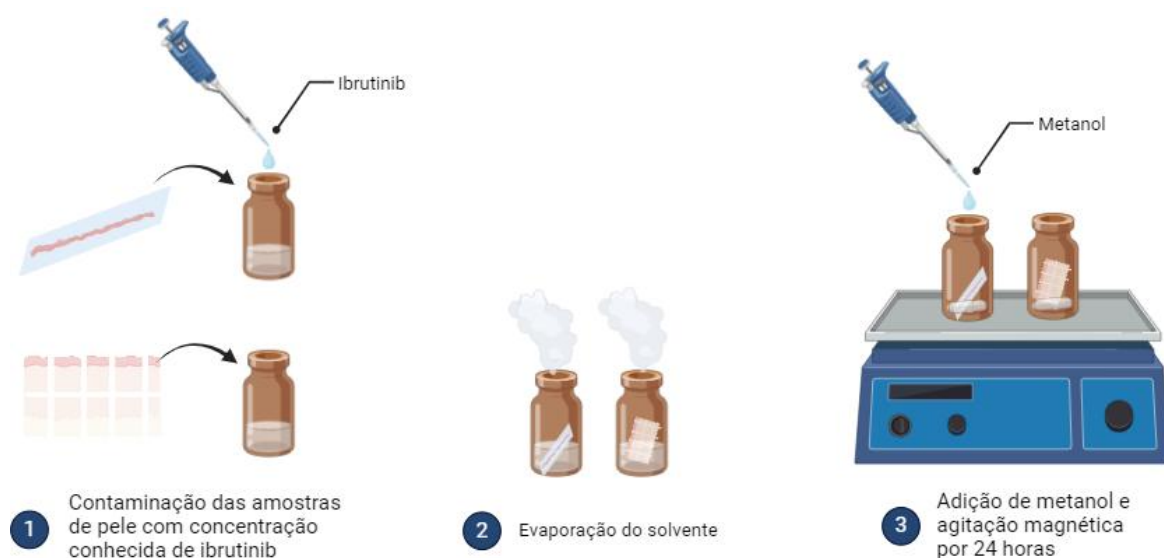 Ibrutinib
Metanol
1
Contaminação das amostras
de pele com concentração
conhecida de ibrutinib
2
Evaporação do solvente
3
Adição de metanol e
agitação magnética
por 24 horas